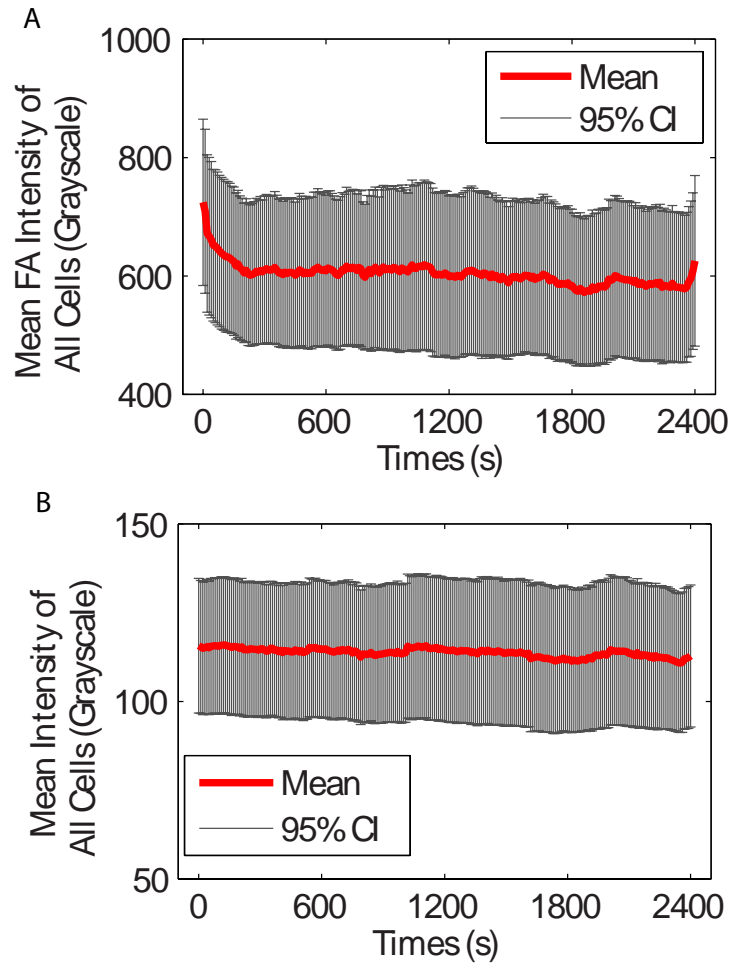 A
Mean FA Intensity of
All Cells (Grayscale)
1000
800
600
400
Mean
95% CI
0 600 1200 1800 2400
Times (s)
B
Mean Intensity of
All Cells (Grayscale)
150
100
50
Mean
95% CI
0 600 1200 1800 2400
Times (s)